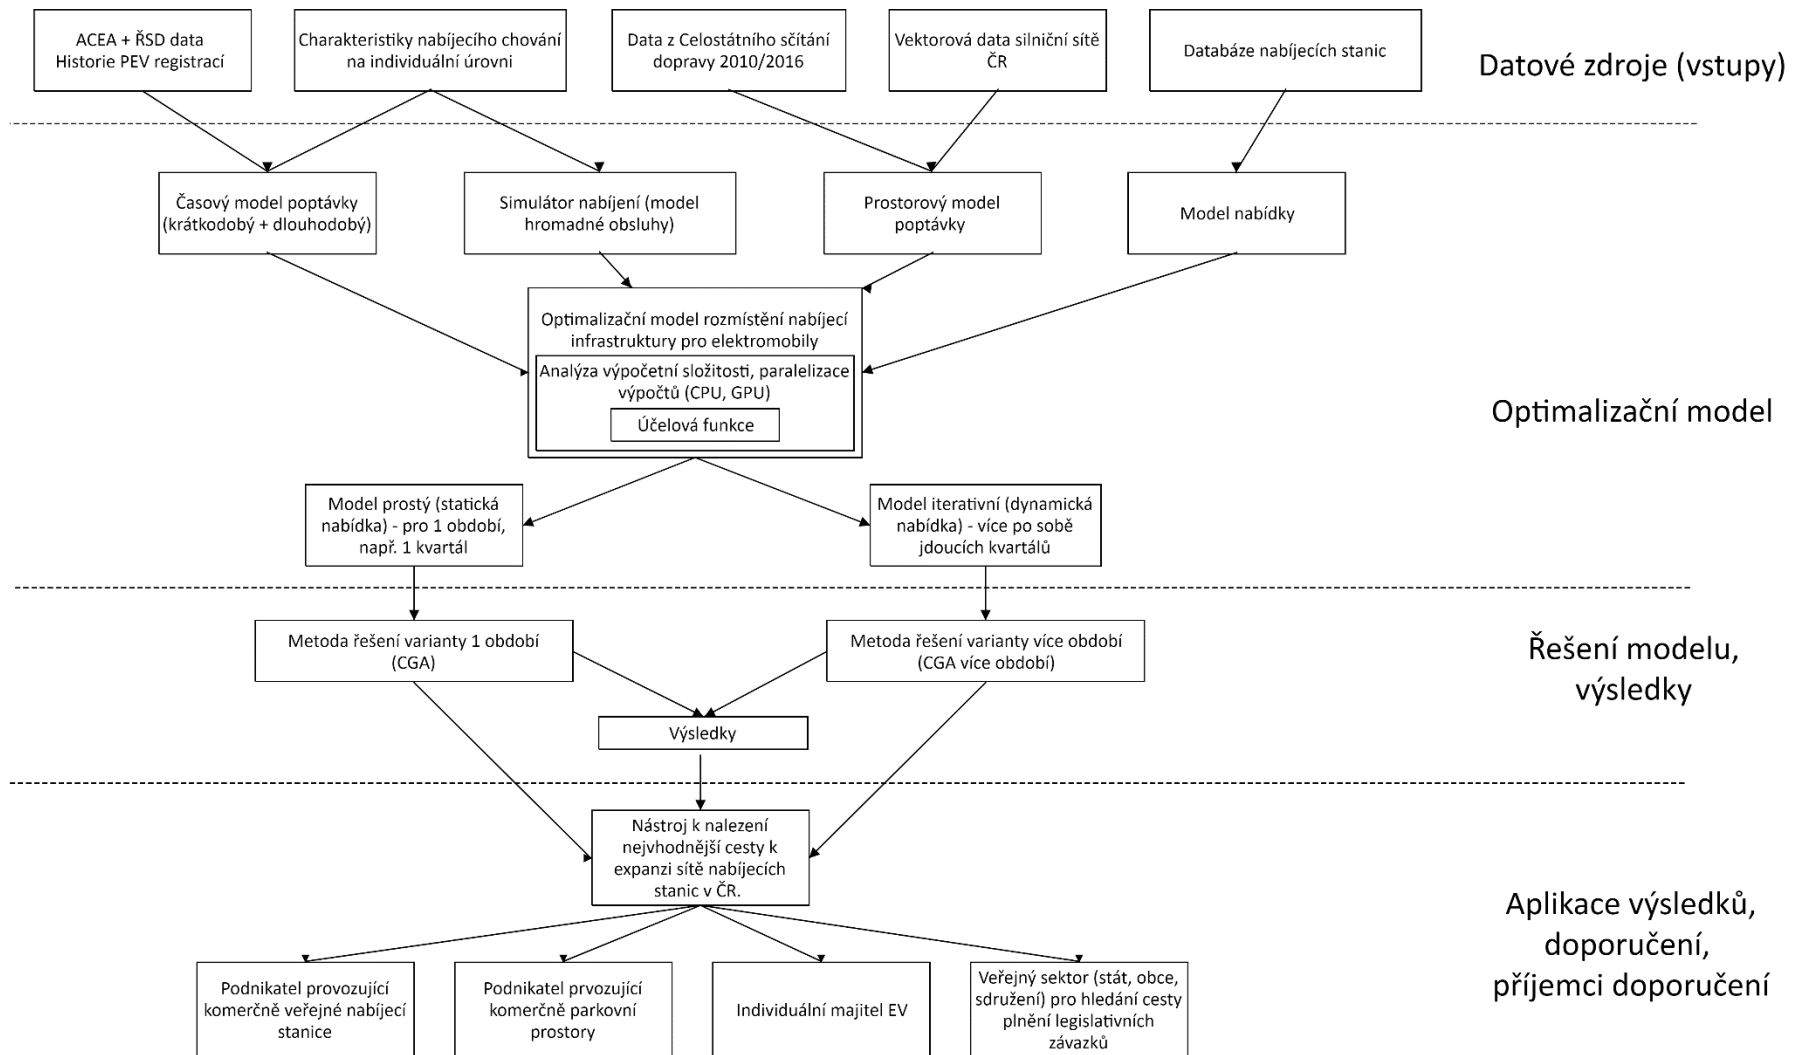 ACEA + ŘSD data
Historie PEV registrací
Charakteristiky nabíjecího chování
na individuální úrovni
Data z Celostátního sčítání
dopravy 2010/2016
Vektorová data silniční sítě
ČR
Databáze nabíjecích stanic
Datové zdroje (vstupy)
Časový model poptávky
(krátkodobý + dlouhodobý)
Simulátor nabíjení (model
hromadné obsluhy)
Prostorový model
poptávky
Model nabídky
Optimalizační model rozmístění nabíjecí
infrastruktury pro elektromobily
Analýza výpočetní složitosti, paralelizace
výpočtů (CPU, GPU)
Účelová funkce
Optimalizační model
Model prostý (statická
nabídka) - pro 1 období,
např. 1 kvartál
Model iterativní (dynamická
nabídka) - více po sobě
jdoucích kvartálů
Metoda řešení varianty 1 období
(CGA)
Metoda řešení varianty více období
(CGA více období)
Řešení modelu,
výsledky
Výsledky
Nástroj k nalezení
nejvhodnější cesty k
expanzi sítě nabíjecích
stanic v ČR.
Aplikace výsledků,
doporučení,
příjemci doporučení
Podnikatel provozující
komerčně veřejné nabíjecí
stanice
Podnikatel prvozující
komerčně parkovní
prostory
Individuální majitel EV
Veřejný sektor (stát, obce,
sdružení) pro hledání cesty
plnění legislativních
závazků